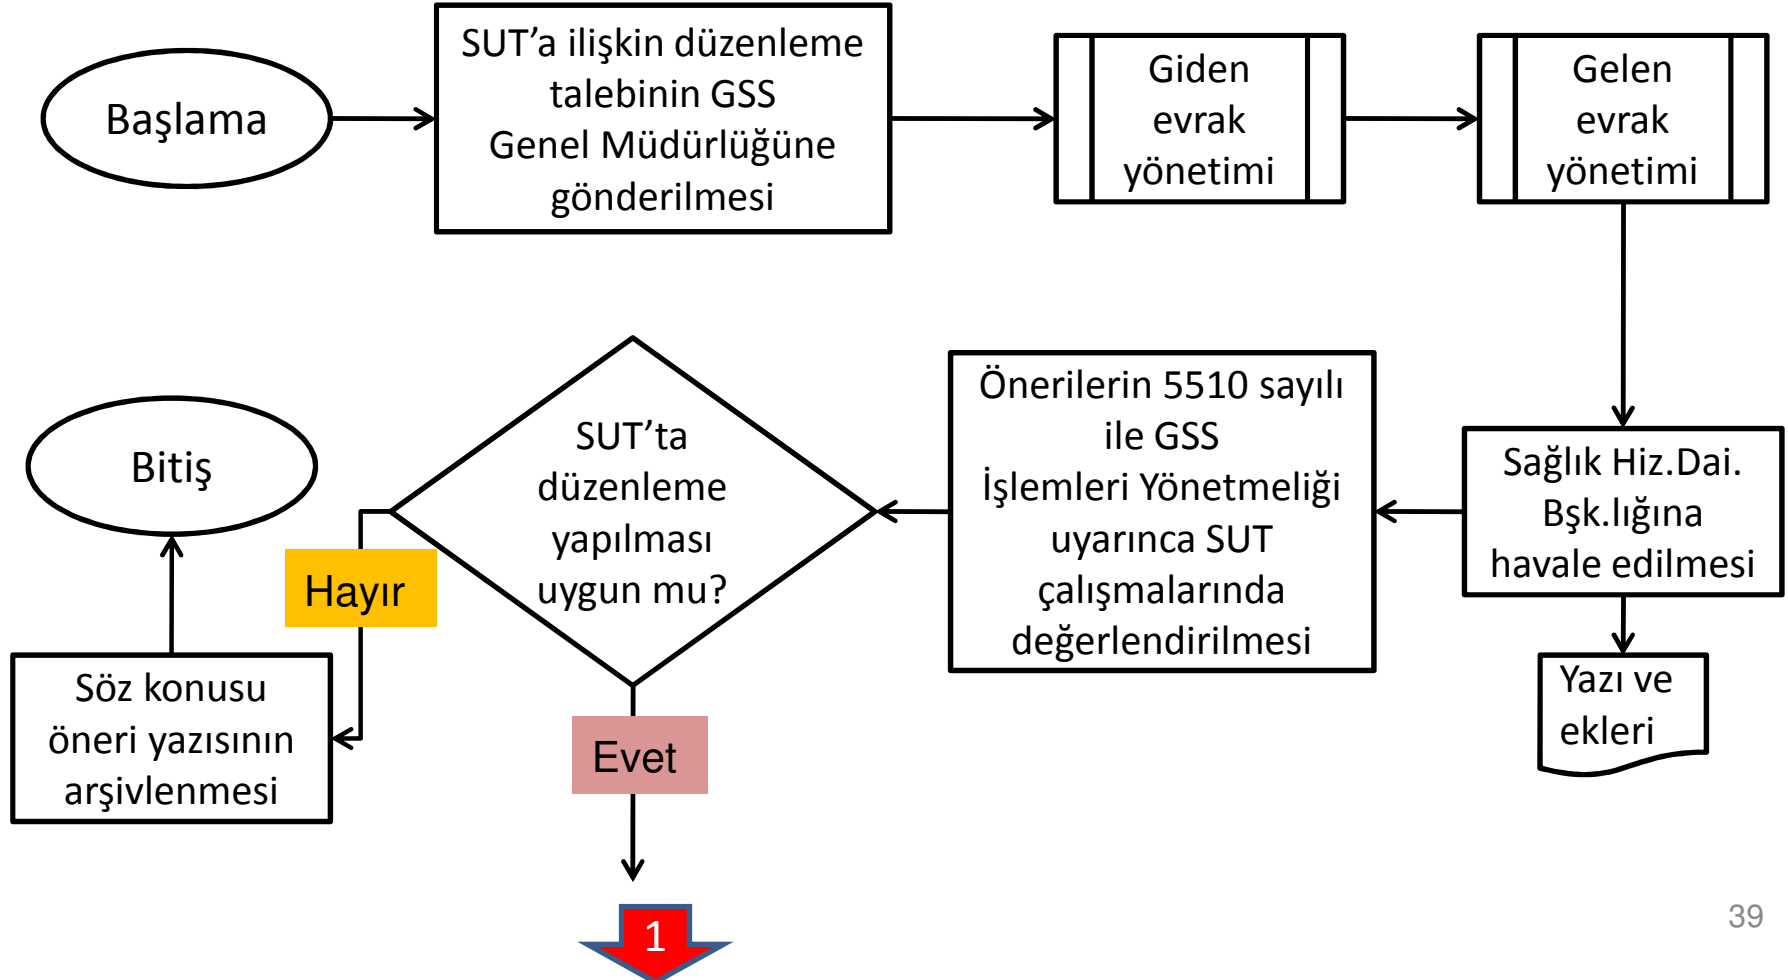 Başlama
SUT’a ilişkin düzenleme
talebinin GSS
Genel Müdürlüğüne
gönderilmesi
Giden
evrak
yönetimi
Gelen
evrak
yönetimi
Sağlık Hiz.Dai.
Bşk.lığına
havale edilmesi
Yazı ve
ekleri
Önerilerin 5510 sayılı
ile GSS
İşlemleri Yönetmeliği
uyarınca SUT
çalışmalarında
değerlendirilmesi
SUT’ta
düzenleme
yapılması
uygun mu?
Hayır
Söz konusu
öneri yazısının
arşivlenmesi
Bitiş
Evet
1
39